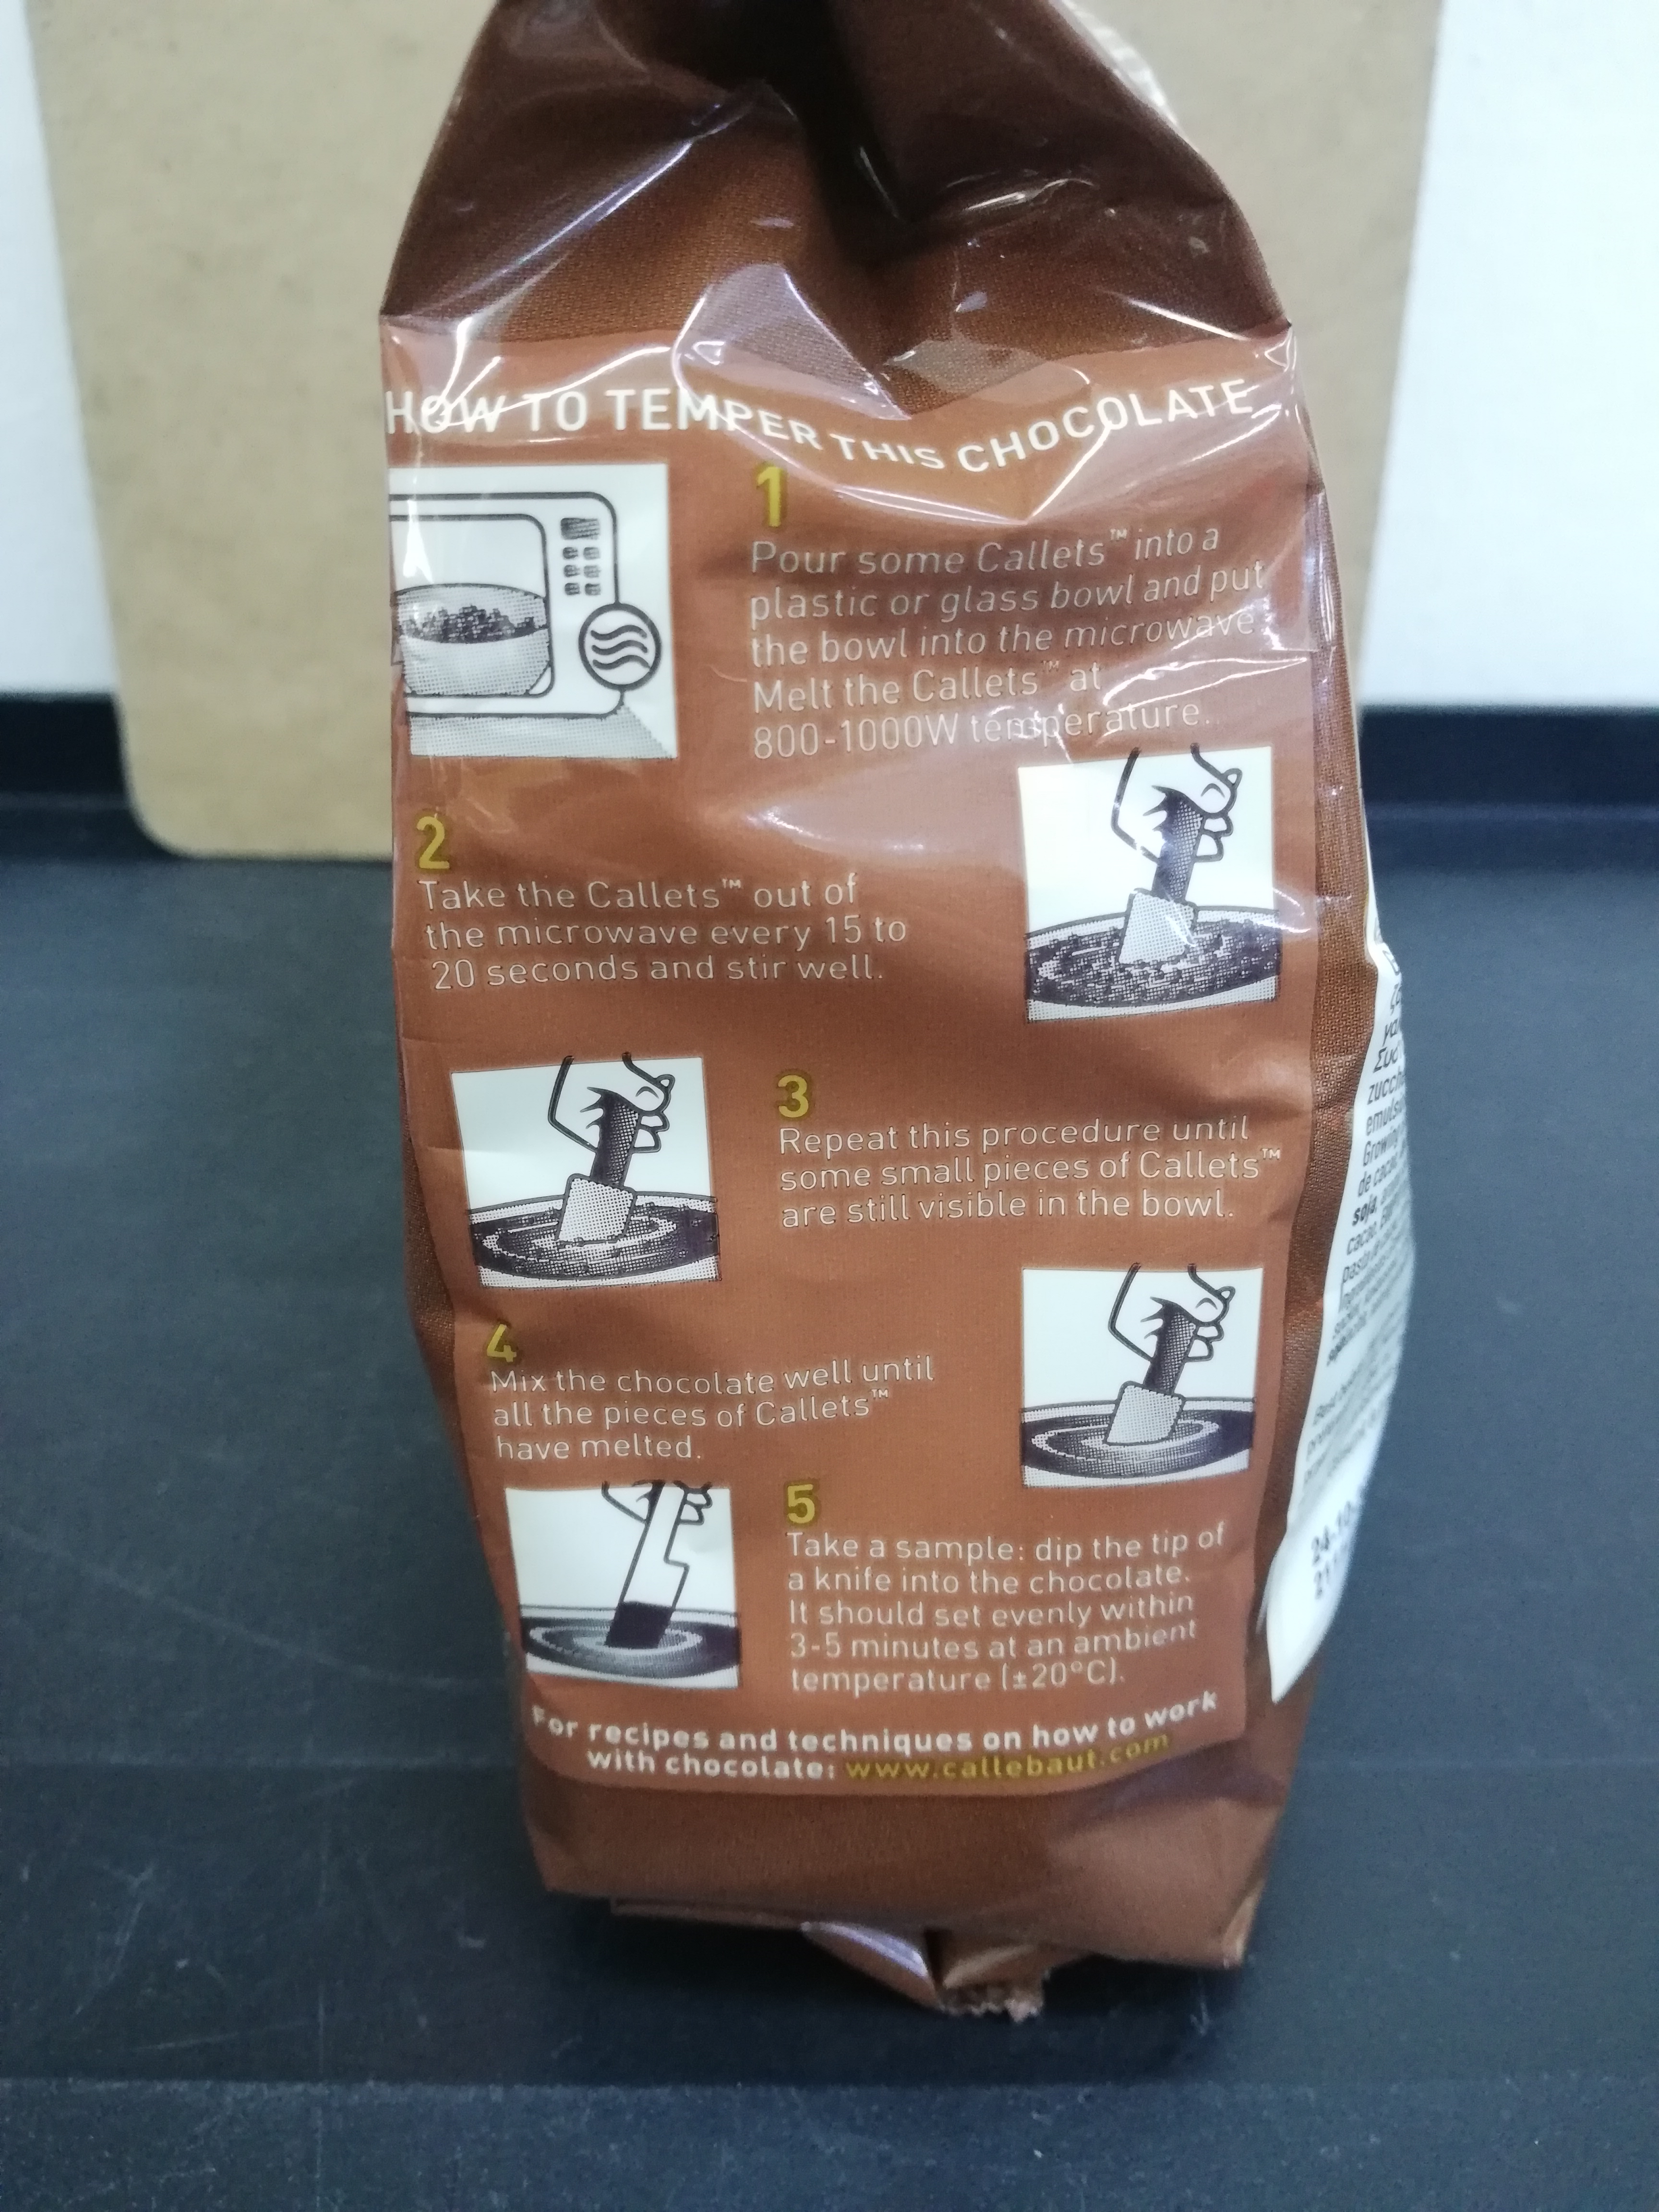 HOW TO TEMPER THIS CHOCOLATE
1
Pour some Callets™ into a
plastic or glass bowl and put
the bowl into the microwave.
Melt the Callets™ at
800-1000W temperature.
2
Take the Callets™ out of
the microwave every 15 to
20 seconds and stir well.
3
Repeat this procedure until
some small pieces of Callets™
are still visible in the bowl.
4
Mix the chocolate well until
all the pieces of Callets™
have melted.
5
Take a sample: dip the tip of
a knife into the chocolate.
It should set evenly within
3-5 minutes at an ambient
temperature (±20°C).
For recipes and techniques on how to work
with chocolate: www.callebaut.com
de
soja